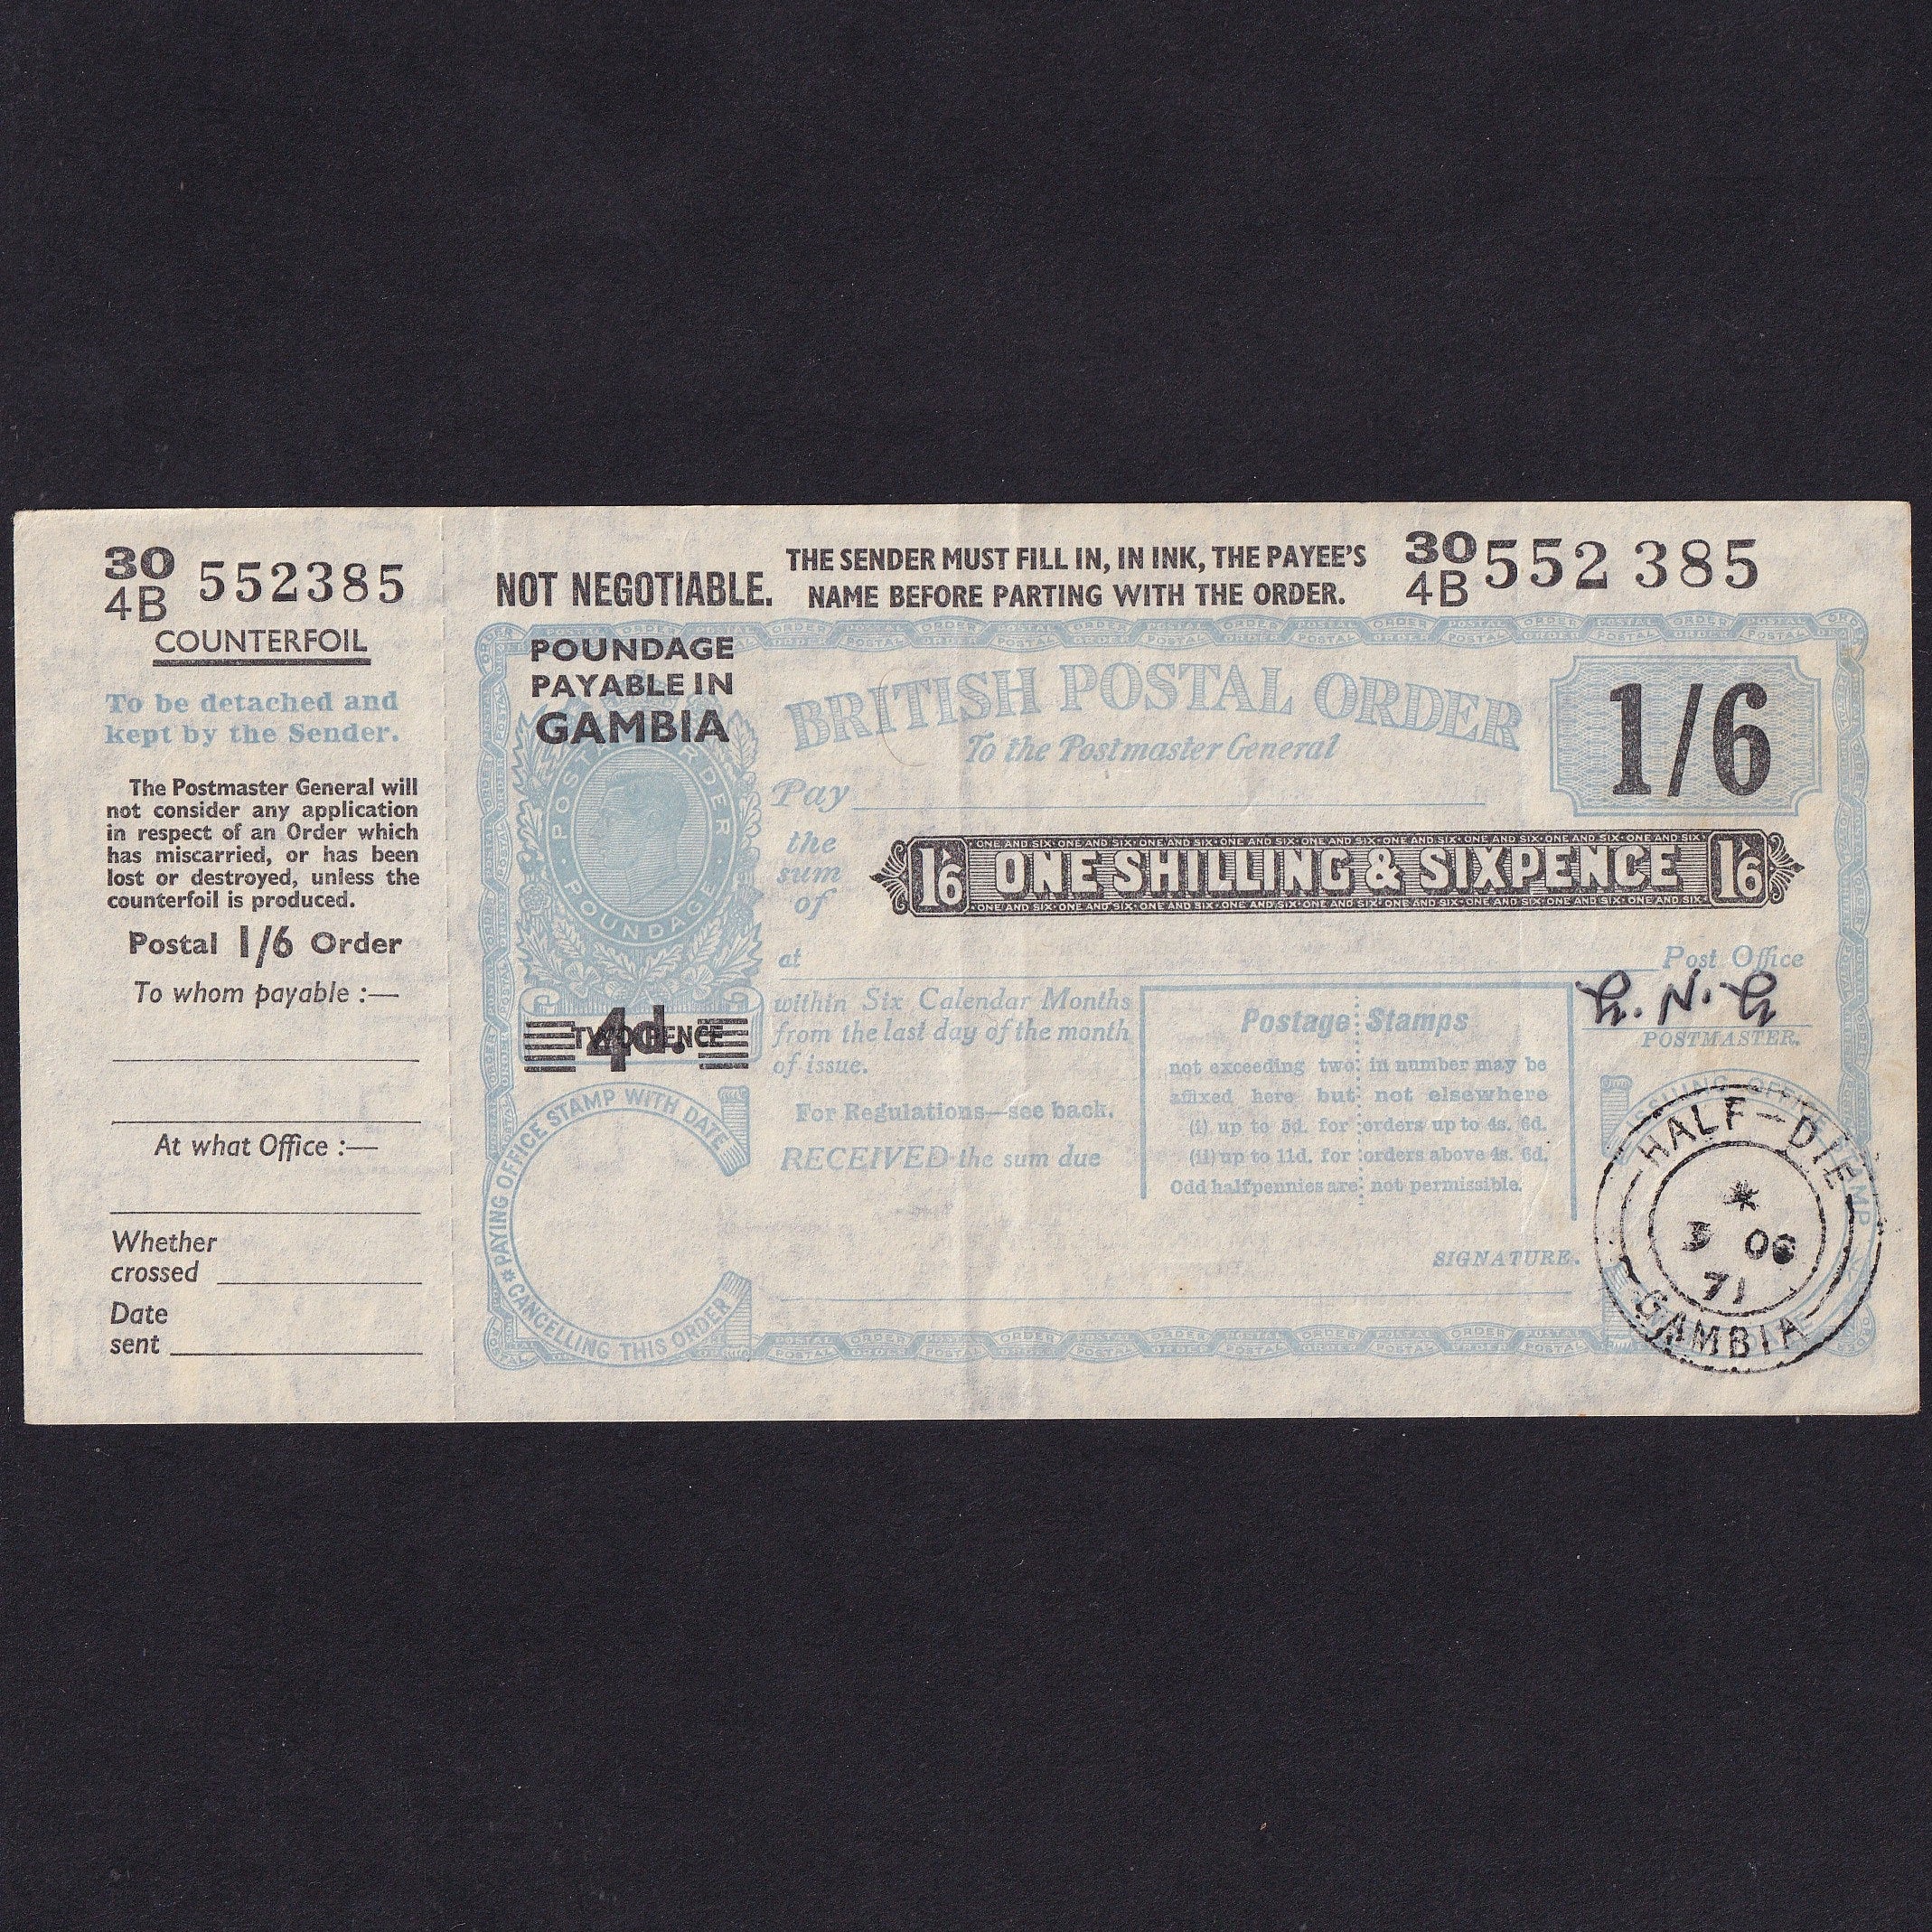 30
4B 552385
COUNTERFOIL
To be detached and
kept by the Sender.
The Postmaster General will
not consider any application
in respect of an Order which
has miscarried, or has been
lost or destroyed, unless the
counterfoil is produced.
Postal 1/6 Order
To whom payable :—
At what Office :—
Whether
crossed
Date
sent
NOT NEGOTIABLE.
THE SENDER MUST FILL IN, IN INK, THE PAYEE'S
NAME BEFORE PARTING WITH THE ORDER.
30
4B 552 385
POUNDAGE
PAYABLE IN
GAMBIA
POSTAL ORDER
POUNDAGE
TWOPENCE
4d.
BRITISH POSTAL ORDER
To the Postmaster General
1/6
Pay
the
sum
of
1/6 ONE SHILLING & SIXPENCE 1/6
at Post Office
within Six Calendar Months
from the last day of the month
of issue.
For Regulations—see back.
RECEIVED the sum due
Postage Stamps
not exceeding two in number may be
affixed here but not elsewhere
(i) up to 5d. for orders up to 4s. 6d.
(ii) up to 11d. for orders above 4s. 6d.
Odd halfpennies are not permissible.
POSTMASTER.
SIGNATURE.
PAYING OFFICE STAMP WITH DATE
CANCELLING THIS ORDER
ISSUING OFFICE STAMP
HALF-DIE
06
71
GAMBIA